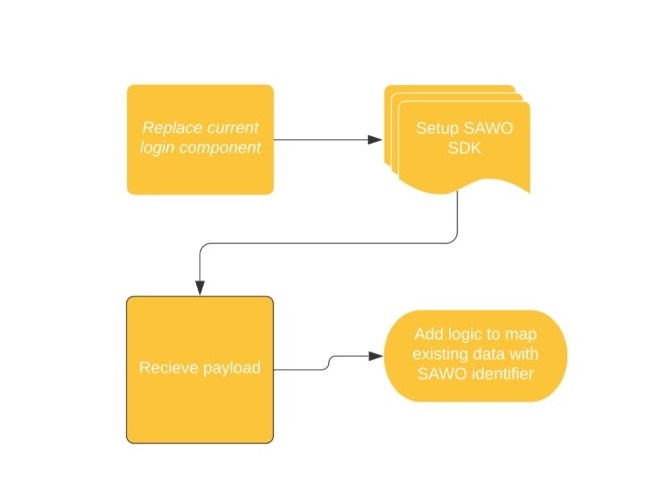 Replace current
login component
Setup SAWO
SDK
Recieve payload
Add logic to map
existing data with
SAWO identifier